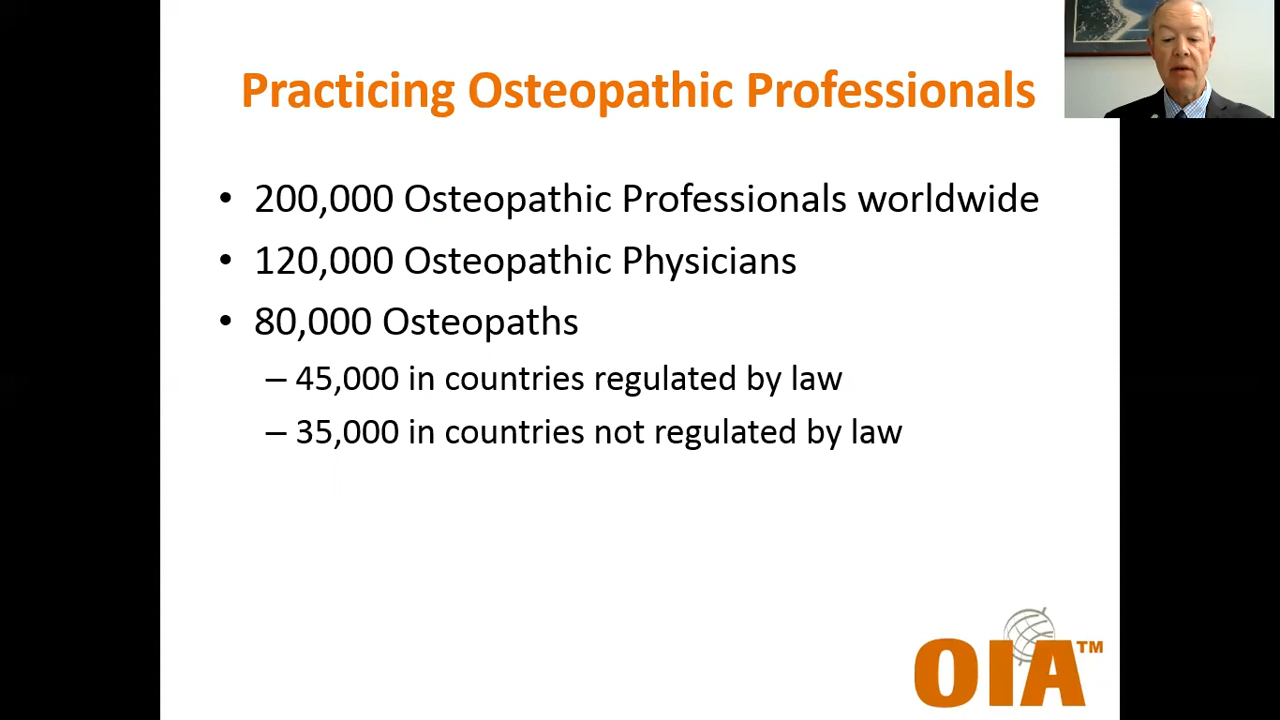 Practicing Osteopathic Professionals
• 200,000 Osteopathic Professionals worldwide
• 120,000 Osteopathic Physicians
• 80,000 Osteopaths
– 45,000 in countries regulated by law
– 35,000 in countries not regulated by law
OIA™